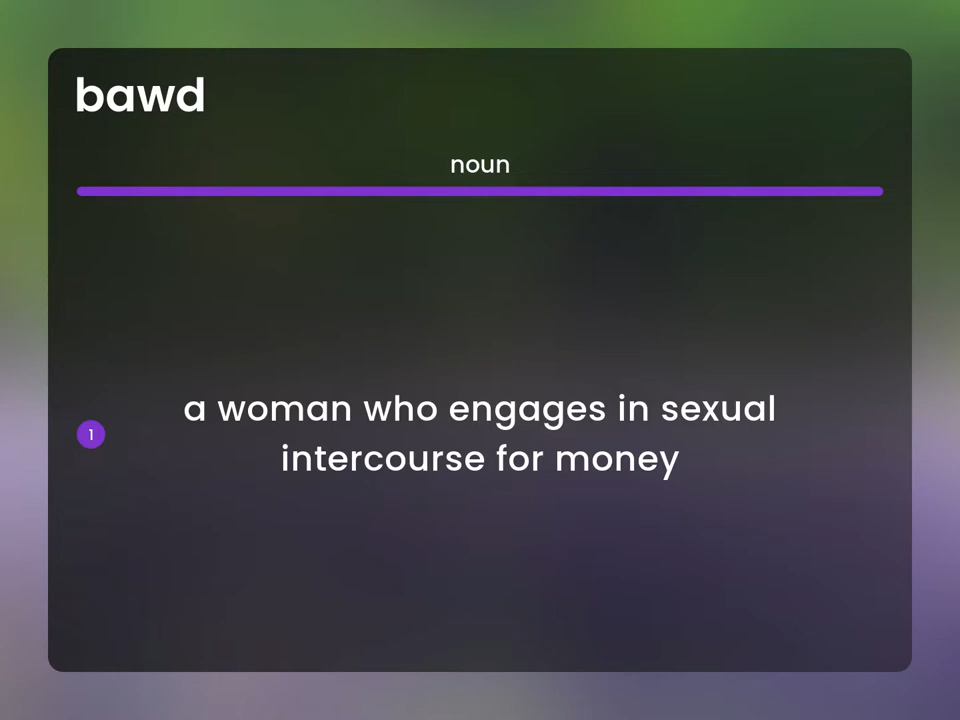 bawd
noun
1
a woman who engages in sexual
intercourse for money